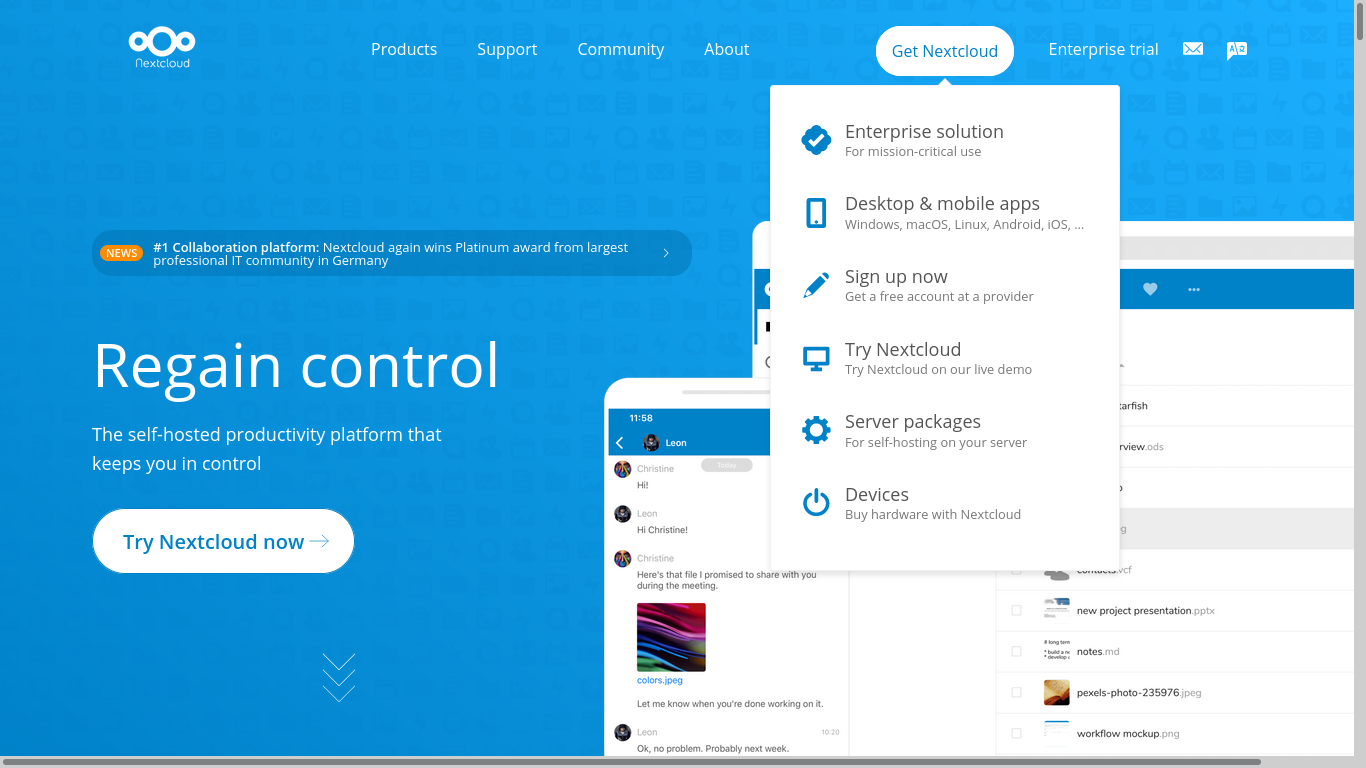 Nextcloud
Products
Support
Community
About
Get Nextcloud
Enterprise trial
Enterprise solution
For mission-critical use
Desktop & mobile apps
Windows, macOS, Linux, Android, iOS, ...
Sign up now
Get a free account at a provider
Try Nextcloud
Try Nextcloud on our live demo
Server packages
For self-hosting on your server
Devices
Buy hardware with Nextcloud
NEWS
#1 Collaboration platform: Nextcloud again wins Platinum award from largest
professional IT community in Germany
Regain control
The self-hosted productivity platform that
keeps you in control
Try Nextcloud now
11:58
Leon
Today
Christine
Hi!
Leon
Hi Christine!
Christine
Here's that file I promised to share with you
during the meeting.
colors.jpeg
Let me know when you're done working on it.
Leon
10:20
Ok, no problem. Probably next week.
contacts.vcf
new project presentation.pptx
notes.md
pexels-photo-235976.jpeg
workflow mockup.png